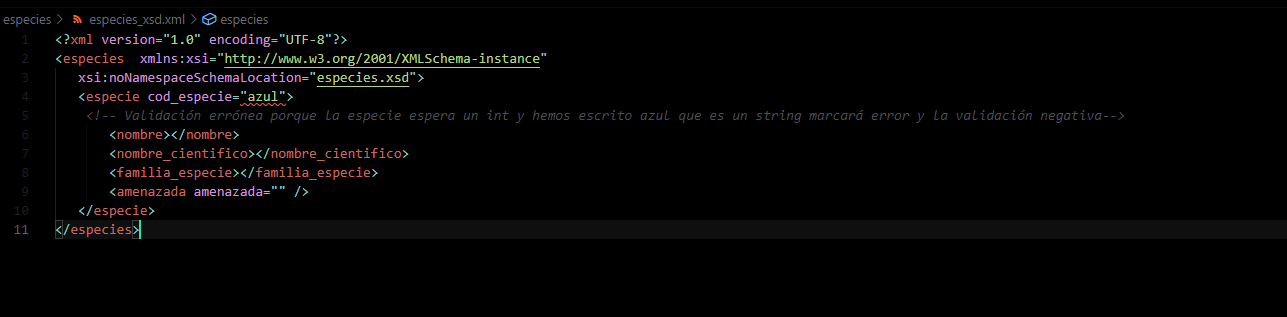 especies > especies_xsd.xml > especies
1 <?xml version="1.0" encoding="UTF-8"?>
2 <especies  xmlns:xsi="http://www.w3.org/2001/XMLSchema-instance"
3    xsi:noNamespaceSchemaLocation="especies.xsd">
4    <especie cod_especie="azul">
5     <!-- Validación errónea porque la especie espera un int y hemos escrito azul que es un string marcará error y la validación negativa-->
6        <nombre></nombre>
7        <nombre_cientifico></nombre_cientifico>
8        <familia_especie></familia_especie>
9        <amenazada amenazada="" />
10    </especie>
11 </especies>